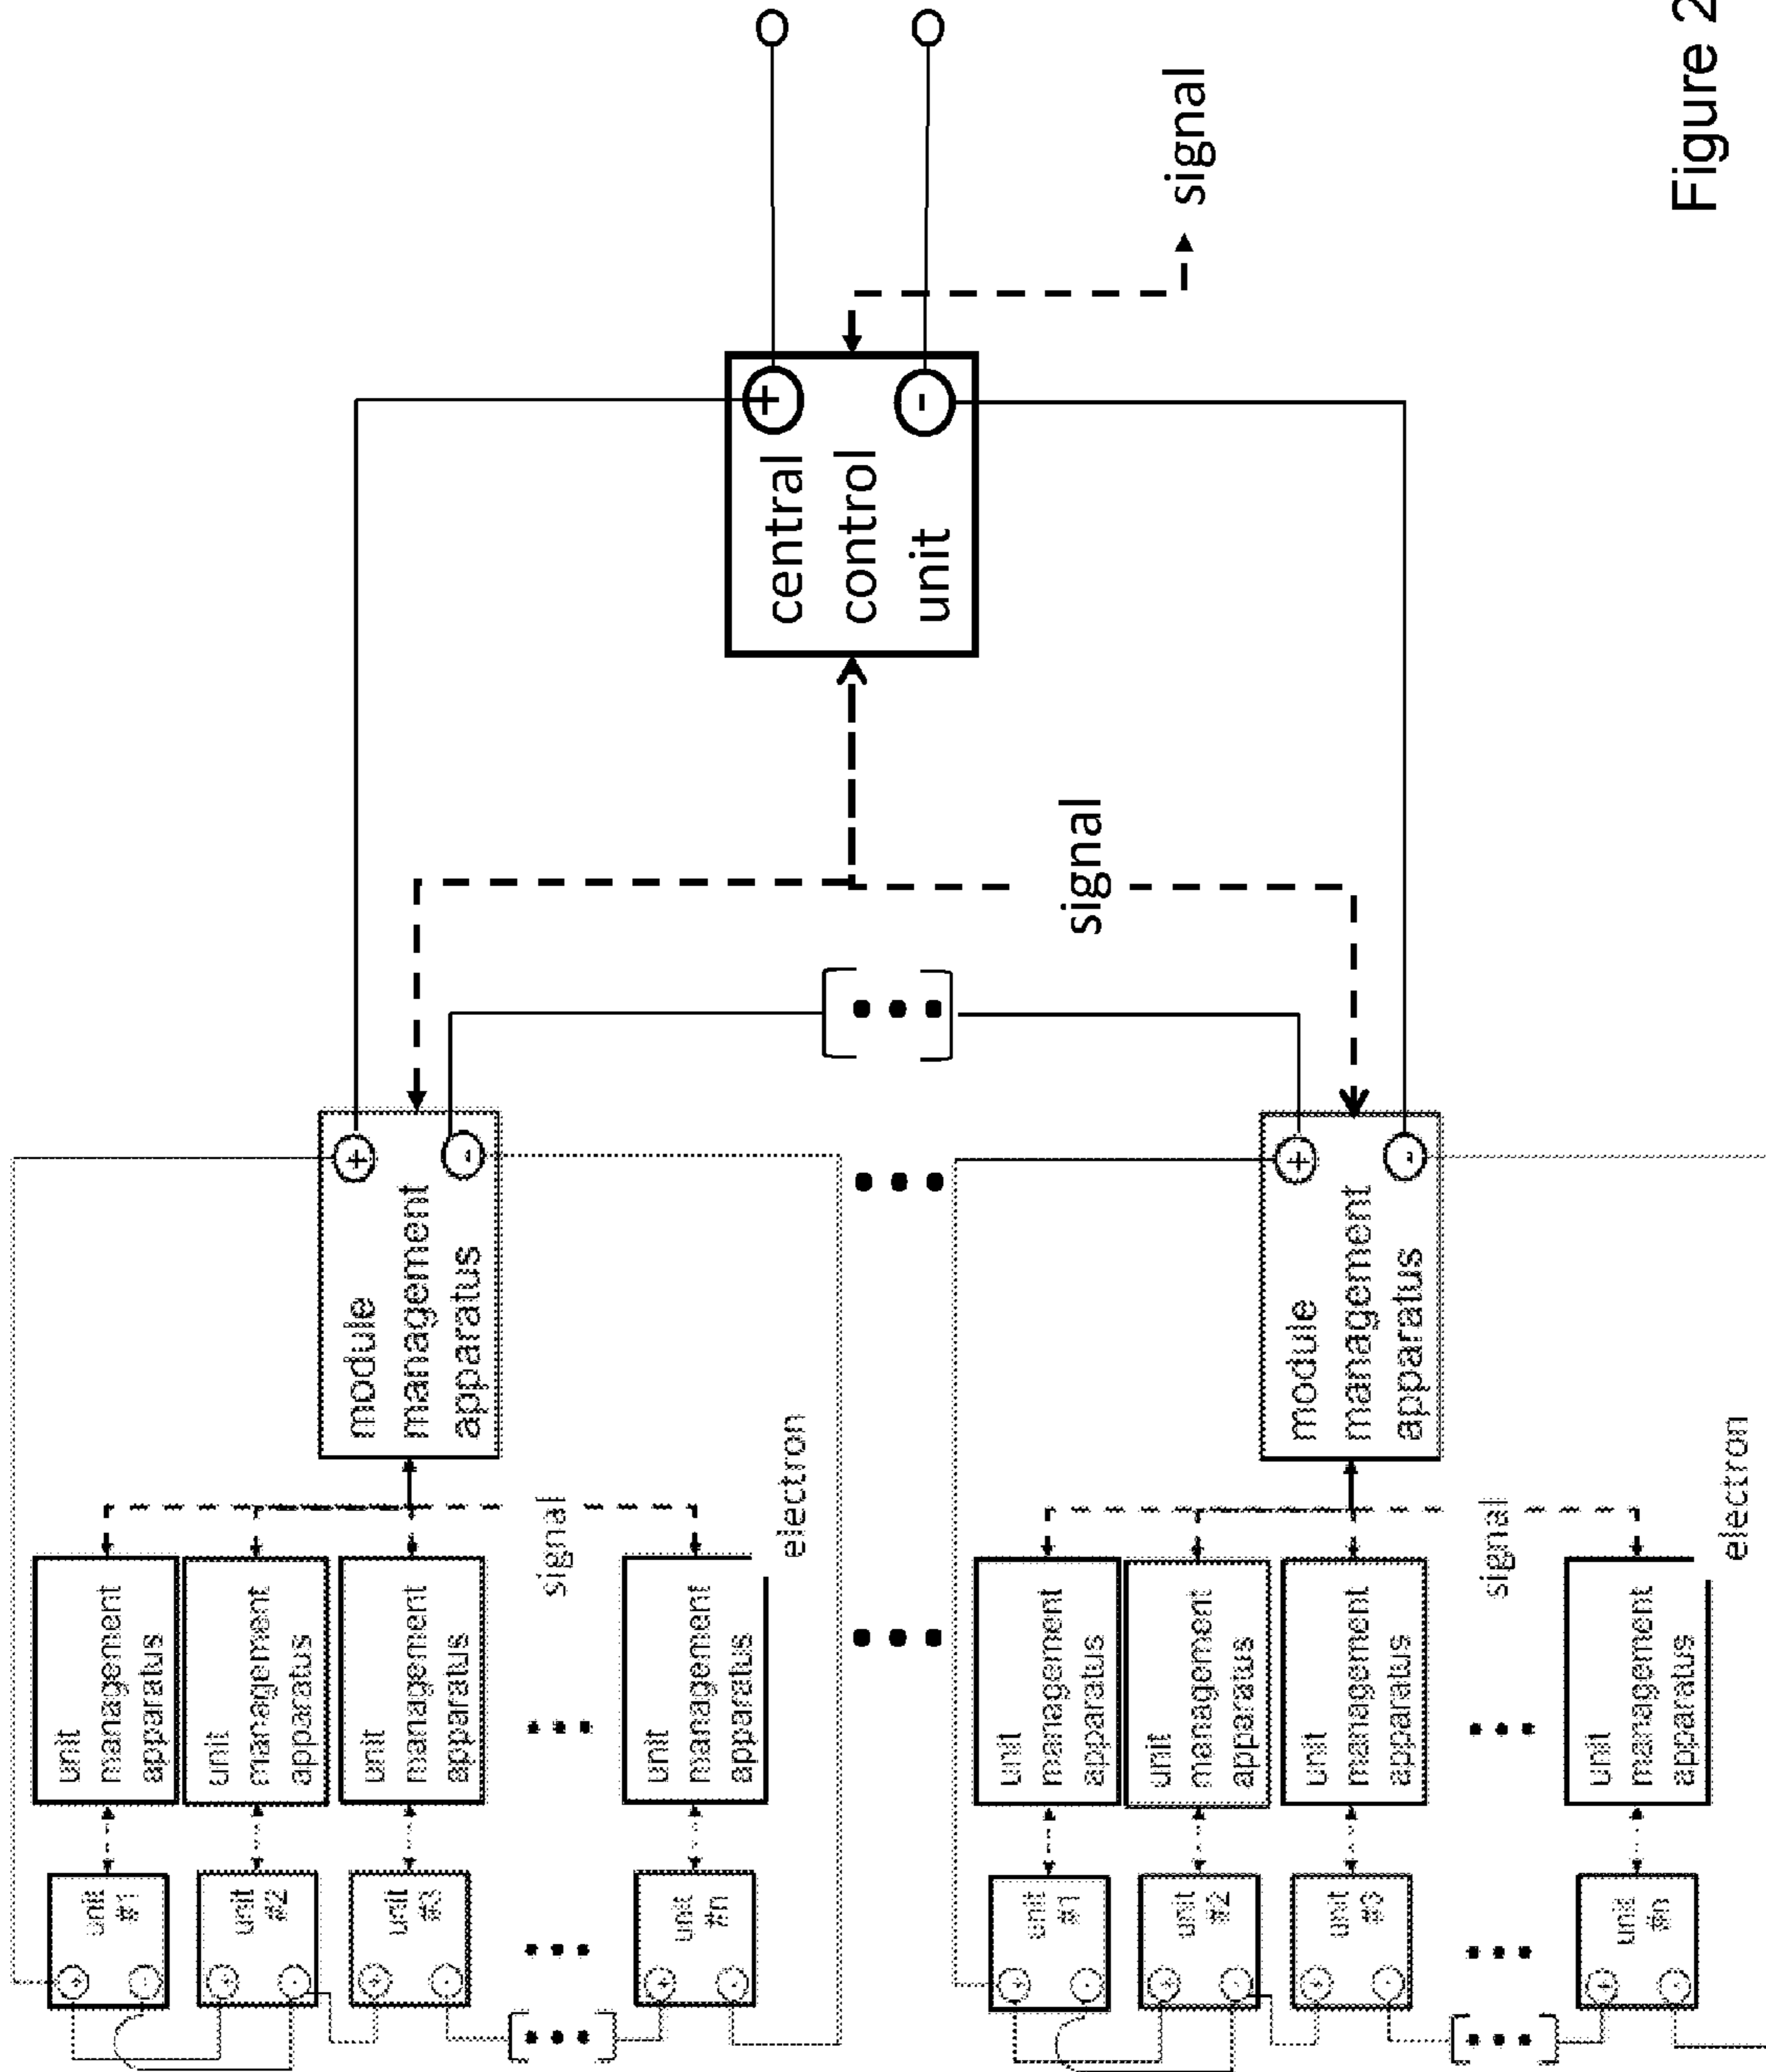 unit
#1
unit
management
apparatus
unit
#2
unit
management
apparatus
unit
#3
unit
management
apparatus
signal
unit
#n
unit
management
apparatus
electron
module
management
apparatus
+
-
central
control
unit
+
-
signal
signal
unit
#1
unit
management
apparatus
unit
#2
unit
management
apparatus
unit
#3
unit
management
apparatus
signal
unit
#n
unit
management
apparatus
electron
module
management
apparatus
+
-
Figure 2